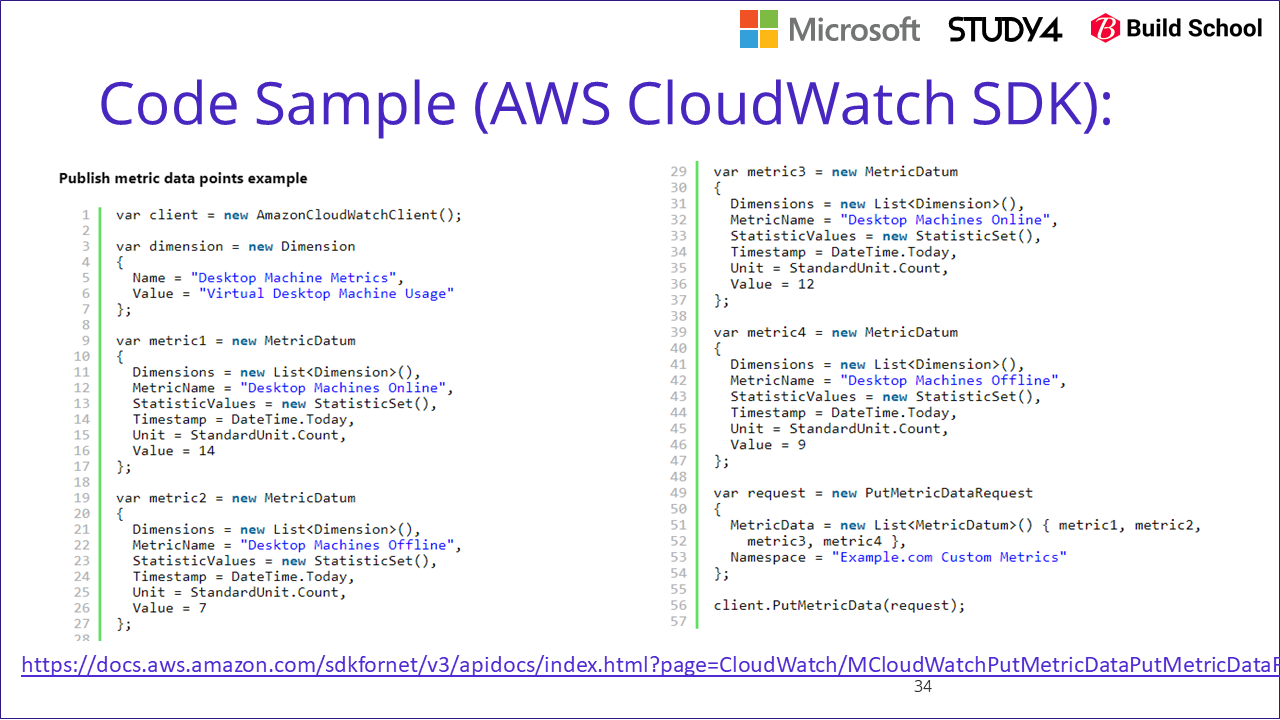 Microsoft STUDY4 Build School
Code Sample (AWS CloudWatch SDK):
Publish metric data points example
1 var client = new AmazonCloudWatchClient();
2
3 var dimension = new Dimension
4 {
5   Name = "Desktop Machine Metrics",
6   Value = "Virtual Desktop Machine Usage"
7 };
8
9 var metric1 = new MetricDatum
10 {
11   Dimensions = new List<Dimension>(),
12   MetricName = "Desktop Machines Online",
13   StatisticValues = new StatisticSet(),
14   Timestamp = DateTime.Today,
15   Unit = StandardUnit.Count,
16   Value = 14
17 };
18
19 var metric2 = new MetricDatum
20 {
21   Dimensions = new List<Dimension>(),
22   MetricName = "Desktop Machines Offline",
23   StatisticValues = new StatisticSet(),
24   Timestamp = DateTime.Today,
25   Unit = StandardUnit.Count,
26   Value = 7
27 };
28
29 var metric3 = new MetricDatum
30 {
31   Dimensions = new List<Dimension>(),
32   MetricName = "Desktop Machines Online",
33   StatisticValues = new StatisticSet(),
34   Timestamp = DateTime.Today,
35   Unit = StandardUnit.Count,
36   Value = 12
37 };
38
39 var metric4 = new MetricDatum
40 {
41   Dimensions = new List<Dimension>(),
42   MetricName = "Desktop Machines Offline",
43   StatisticValues = new StatisticSet(),
44   Timestamp = DateTime.Today,
45   Unit = StandardUnit.Count,
46   Value = 9
47 };
48
49 var request = new PutMetricDataRequest
50 {
51   MetricData = new List<MetricDatum>() { metric1, metric2,
52     metric3, metric4 },
53   Namespace = "Example.com Custom Metrics"
54 };
55
56 client.PutMetricData(request);
57
https://docs.aws.amazon.com/sdkfornet/v3/apidocs/index.html?page=CloudWatch/MCloudWatchPutMetricDataPutMetricData
34